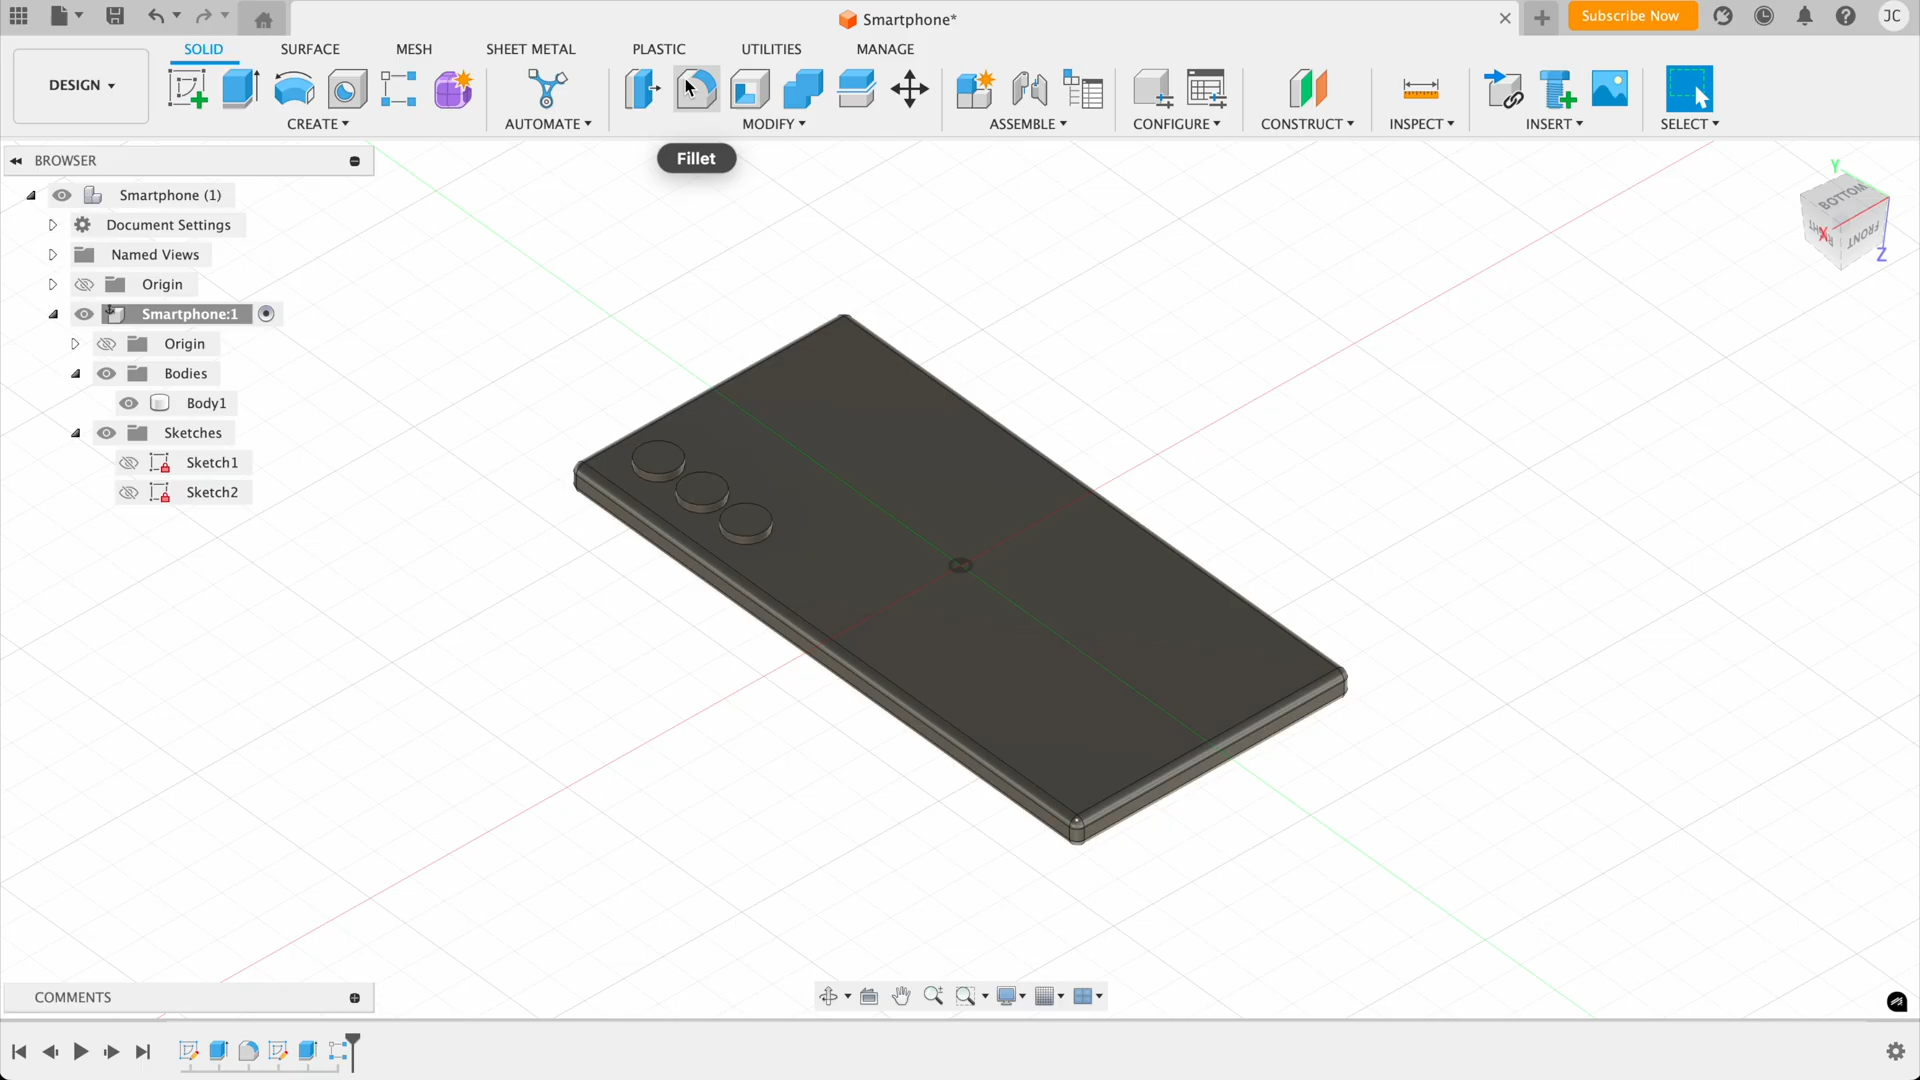 Smartphone*
Subscribe Now
JC
DESIGN
SOLID
SURFACE
MESH
SHEET METAL
PLASTIC
UTILITIES
MANAGE
CREATE
AUTOMATE
MODIFY
ASSEMBLE
CONFIGURE
CONSTRUCT
INSPECT
INSERT
SELECT
Fillet
BROWSER
Smartphone (1)
Document Settings
Named Views
Origin
Smartphone:1
Origin
Bodies
Body1
Sketches
Sketch1
Sketch2
Y
BOTTOM
RIGHT
X
FRONT
Z
COMMENTS